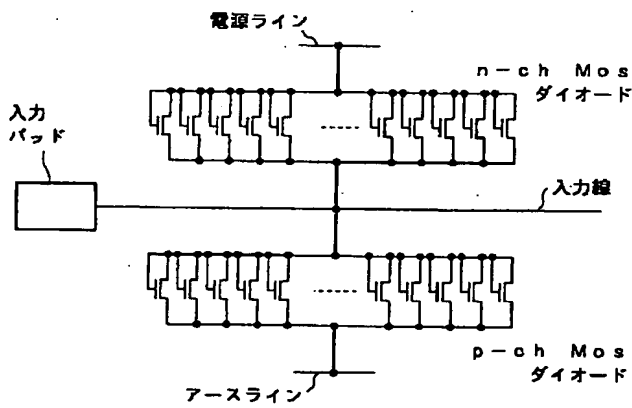 電源ライン
n-ch Mos
ダイオード
入力
パッド
入力線
p-ch Mos
ダイオード
アースライン